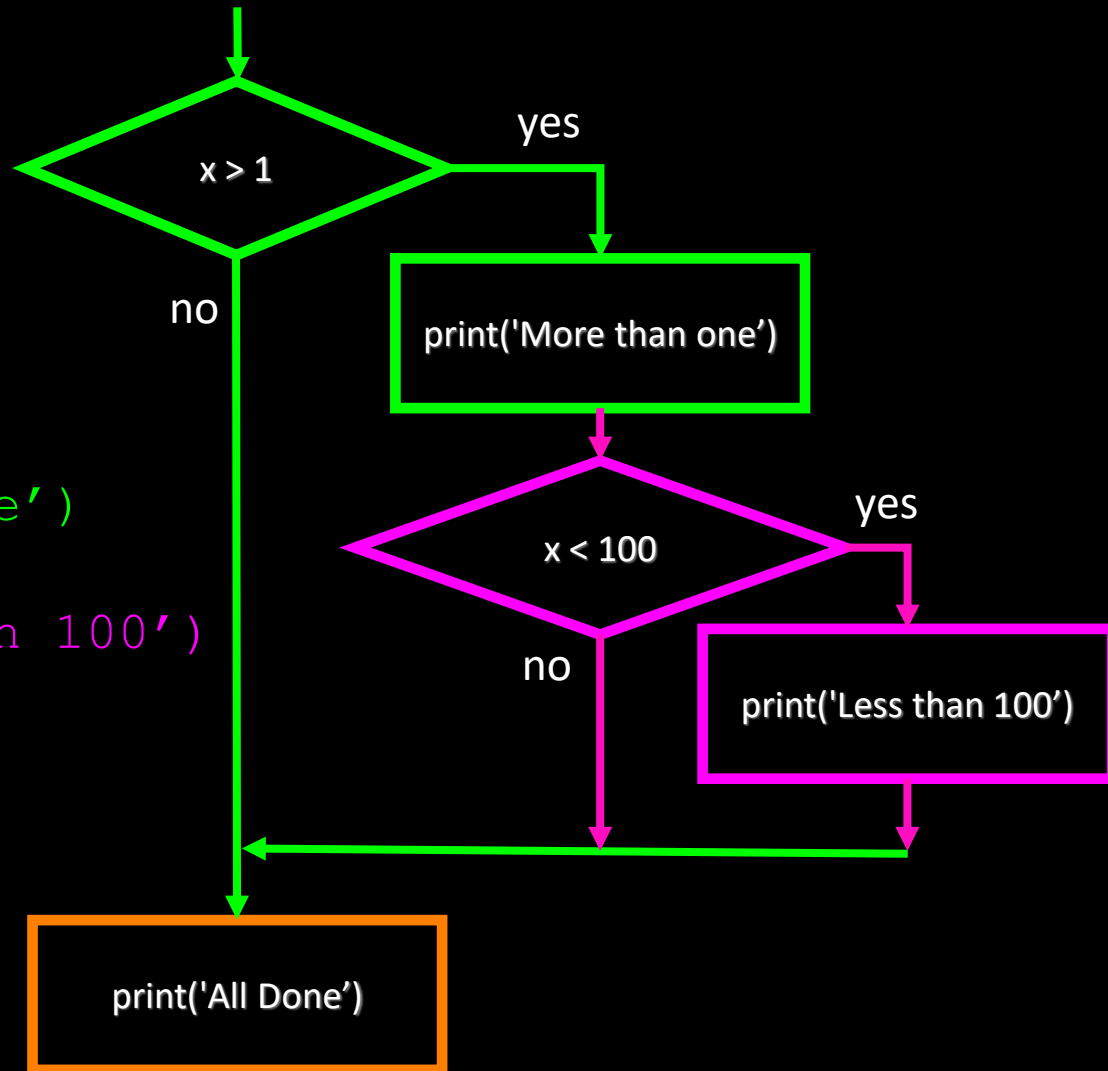 yes
x > 1
no
print('More than one’)
e’)
yes
x < 100
n 100’)
no
print('Less than 100’)
print('All Done’)